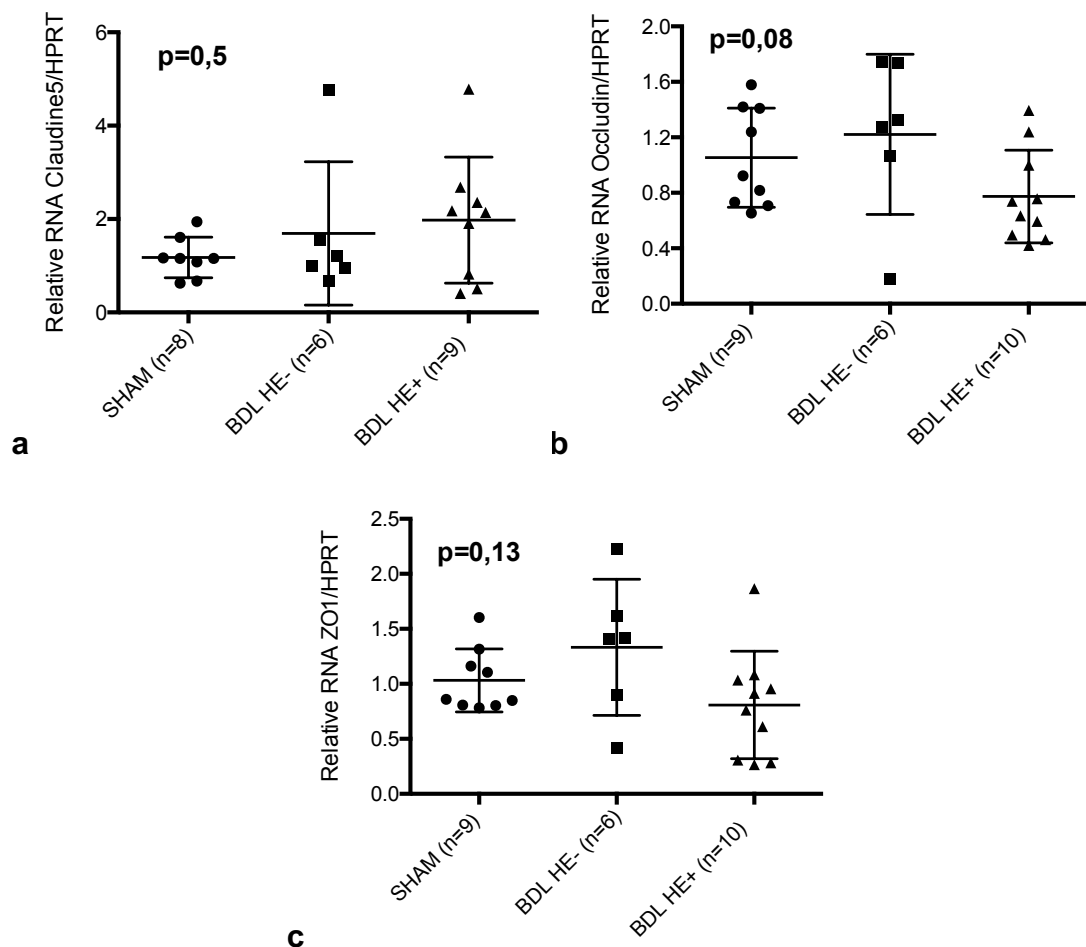 Relative RNA Claudine5/HPRT
6
4
2
0
p=0,5
SHAM (n=8)
BDL HE- (n=6)
BDL HE+ (n=9)
a
Relative RNA Occludin/HPRT
2.0
1.6
1.2
0.8
0.4
0.0
p=0,08
SHAM (n=9)
BDL HE- (n=6)
BDL HE+ (n=10)
b
Relative RNA ZO1/HPRT
2.5
2.0
1.5
1.0
0.5
0.0
p=0,13
SHAM (n=9)
BDL HE- (n=6)
BDL HE+ (n=10)
c